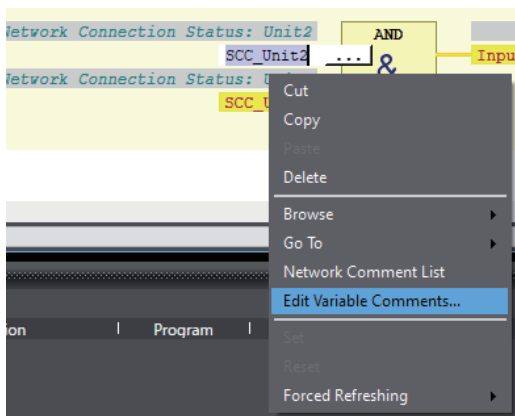 Network Connection Status: Unit2
AND
SCC_Unit2
...
&
Inpu
Network Connection Status:
SCC_U
Cut
Copy
Paste
Delete
Browse
Go To
Network Comment List
Edit Variable Comments...
Set
Reset
Forced Refreshing
ion | Program |